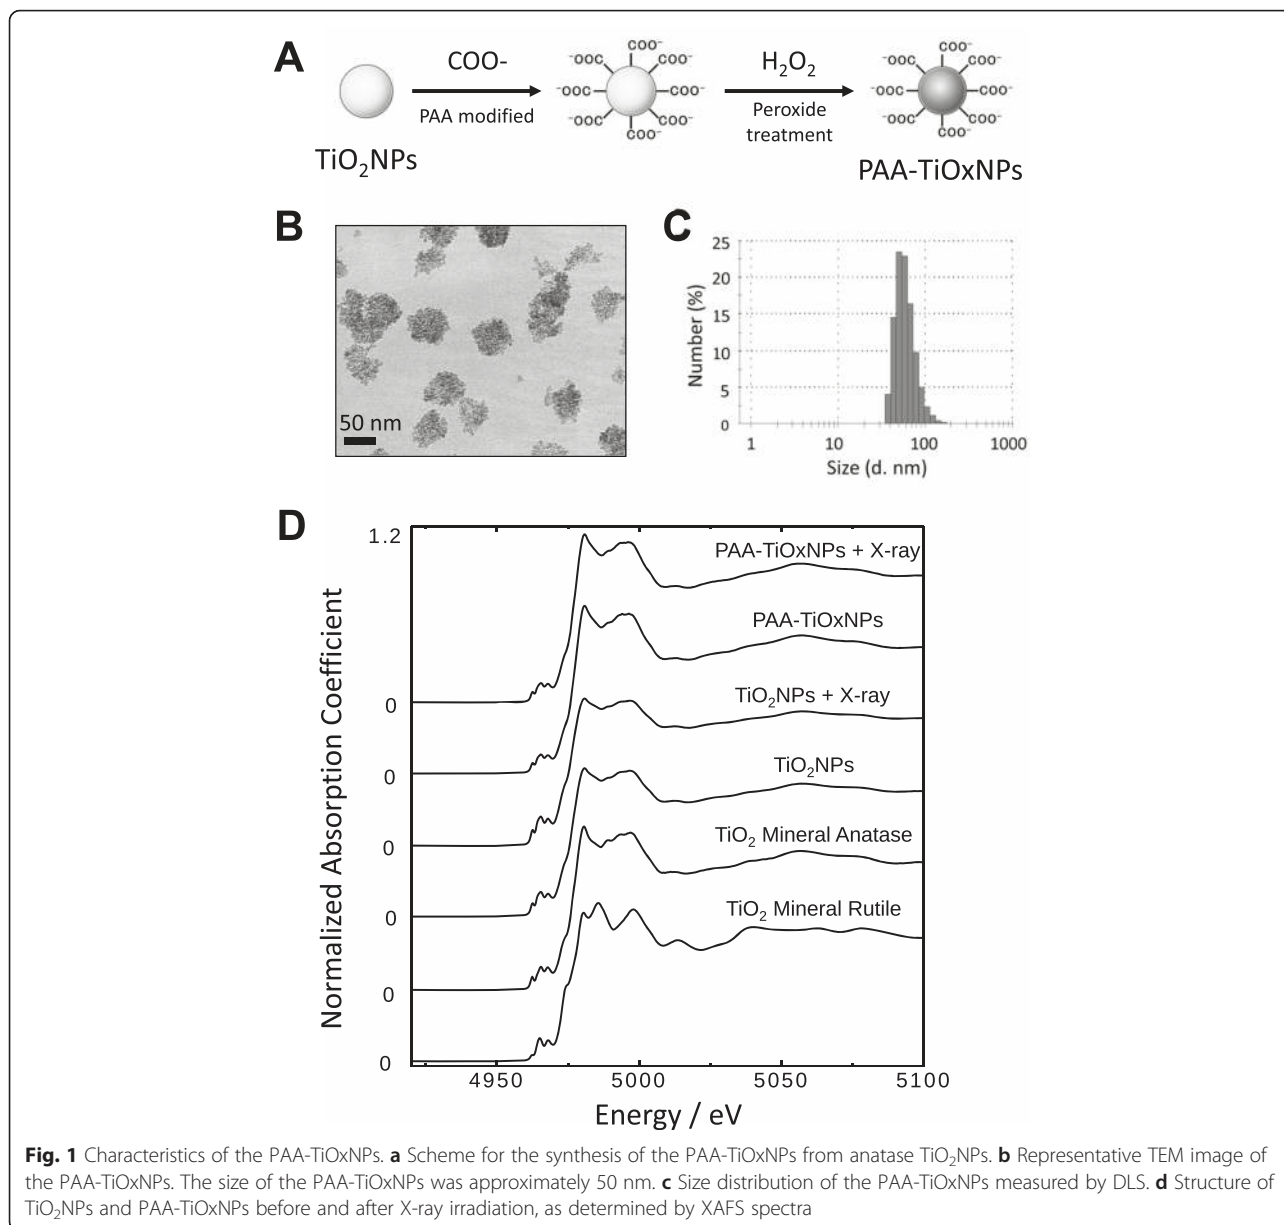 A
COO-
PAA modified
H2O2
Peroxide
treatment
TiO2NPs
PAA-TiOxNPs
COO⁻
⁻OOC COO⁻
⁻OOC COO⁻
⁻OOC COO⁻
COO⁻
COO⁻
⁻OOC COO⁻
⁻OOC COO⁻
⁻OOC COO⁻
COO⁻
B
50 nm
C
Number (%)
25
20
15
10
5
0
1 10 100 1000
Size (d. nm)
D
Normalized Absorption Coefficient
1.2
0
0
0
0
0
0
PAA-TiOxNPs + X-ray
PAA-TiOxNPs
TiO2NPs + X-ray
TiO2NPs
TiO2 Mineral Anatase
TiO2 Mineral Rutile
4950 5000 5050 5100
Energy / eV
Fig. 1 Characteristics of the PAA-TiOxNPs. a Scheme for the synthesis of the PAA-TiOxNPs from anatase TiO2NPs. b Representative TEM image of
the PAA-TiOxNPs. The size of the PAA-TiOxNPs was approximately 50 nm. c Size distribution of the PAA-TiOxNPs measured by DLS. d Structure of
TiO2NPs and PAA-TiOxNPs before and after X-ray irradiation, as determined by XAFS spectra